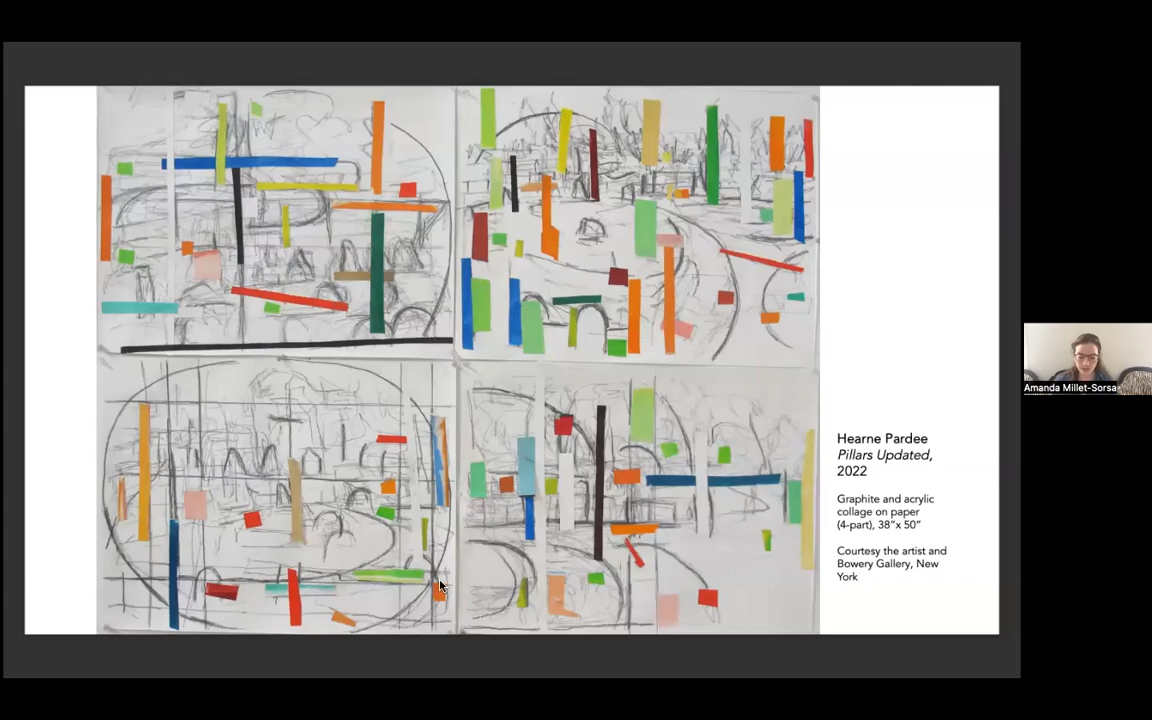 Hearne Pardee
Pillars Updated,
2022
Graphite and acrylic
collage on paper
(4-part), 38”x 50”
Courtesy the artist and
Bowery Gallery, New
York
Amanda Millet-Sorsa